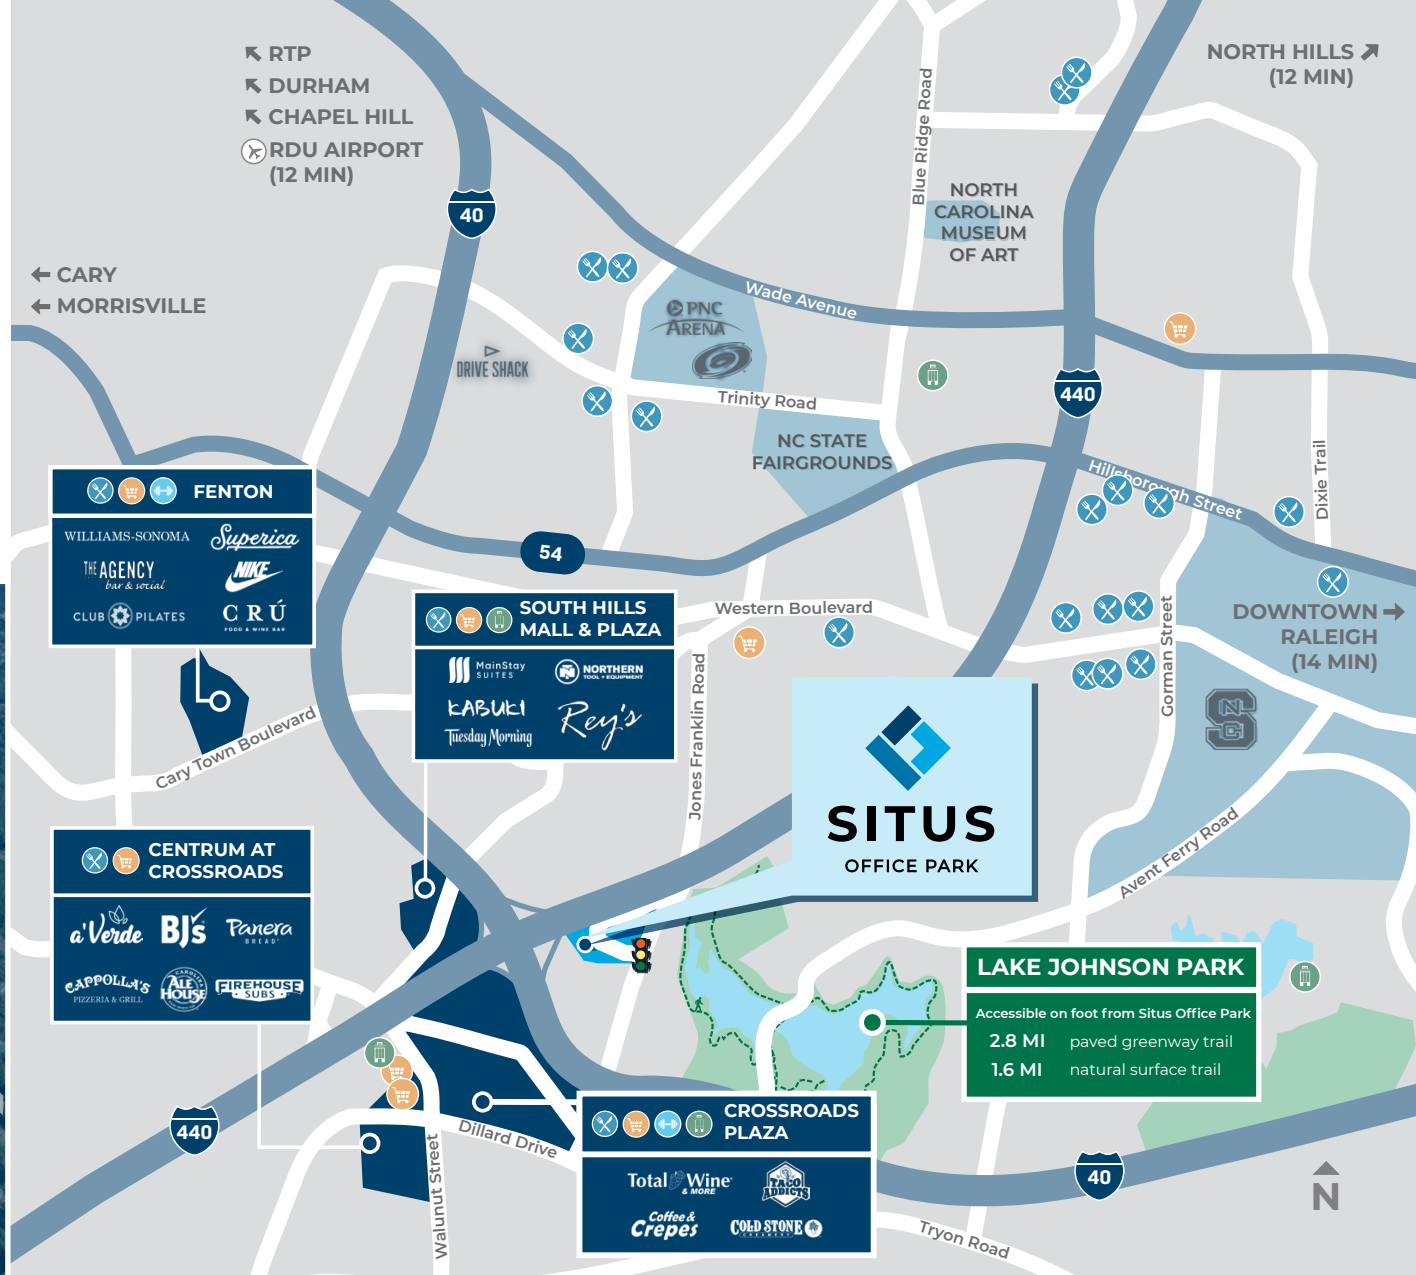 RTP
DURHAM
CHAPEL HILL
RDU AIRPORT
(12 MIN)
NORTH HILLS
(12 MIN)
40
Blue Ridge Road
NORTH
CAROLINA
MUSEUM
OF ART
CARY
MORRISVILLE
Wade Avenue
PNC
ARENA
DRIVE SHACK
Trinity Road
440
NC STATE
FAIRGROUNDS
Hillsborough Street
Dixie Trail
FENTON
WILLIAMS-SONOMA
Superica
THE AGENCY
bar & social
NIKE
CLUB PILATES
CRÚ
FOOD & WINE BAR
54
SOUTH HILLS
MALL & PLAZA
MainStay
SUITES
NORTHERN
TOOL + EQUIPMENT
KABUKI
Rey's
Tuesday Morning
Western Boulevard
Jones Franklin Road
Gorman Street
DOWNTOWN
RALEIGH
(14 MIN)
NCS
Cary Town Boulevard
SITUS
OFFICE PARK
Avent Ferry Road
CENTRUM AT
CROSSROADS
a'Verde
BJ's
Panera
BREAD
CAPPOLLA'S
PIZZERIA & GRILL
CAROLINA
ALE
HOUSE
FIREHOUSE
SUBS
LAKE JOHNSON PARK
Accessible on foot from Situs Office Park
2.8 MI paved greenway trail
1.6 MI natural surface trail
440
Dillard Drive
Walunut Street
CROSSROADS
PLAZA
Total Wine
& MORE
TACO
ADDICTS
Coffee &
Crepes
COLD STONE
CREAMERY
40
Tryon Road
N